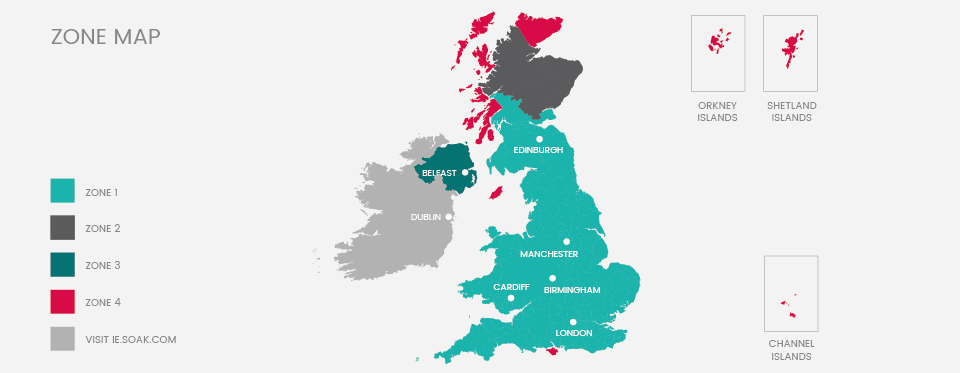 ZONE MAP
ORKNEY
ISLANDS
SHETLAND
ISLANDS
EDINBURGH
BELFAST
DUBLIN
MANCHESTER
CARDIFF
BIRMINGHAM
LONDON
ZONE 1
ZONE 2
ZONE 3
ZONE 4
VISIT IE.SOAK.COM
CHANNEL
ISLANDS